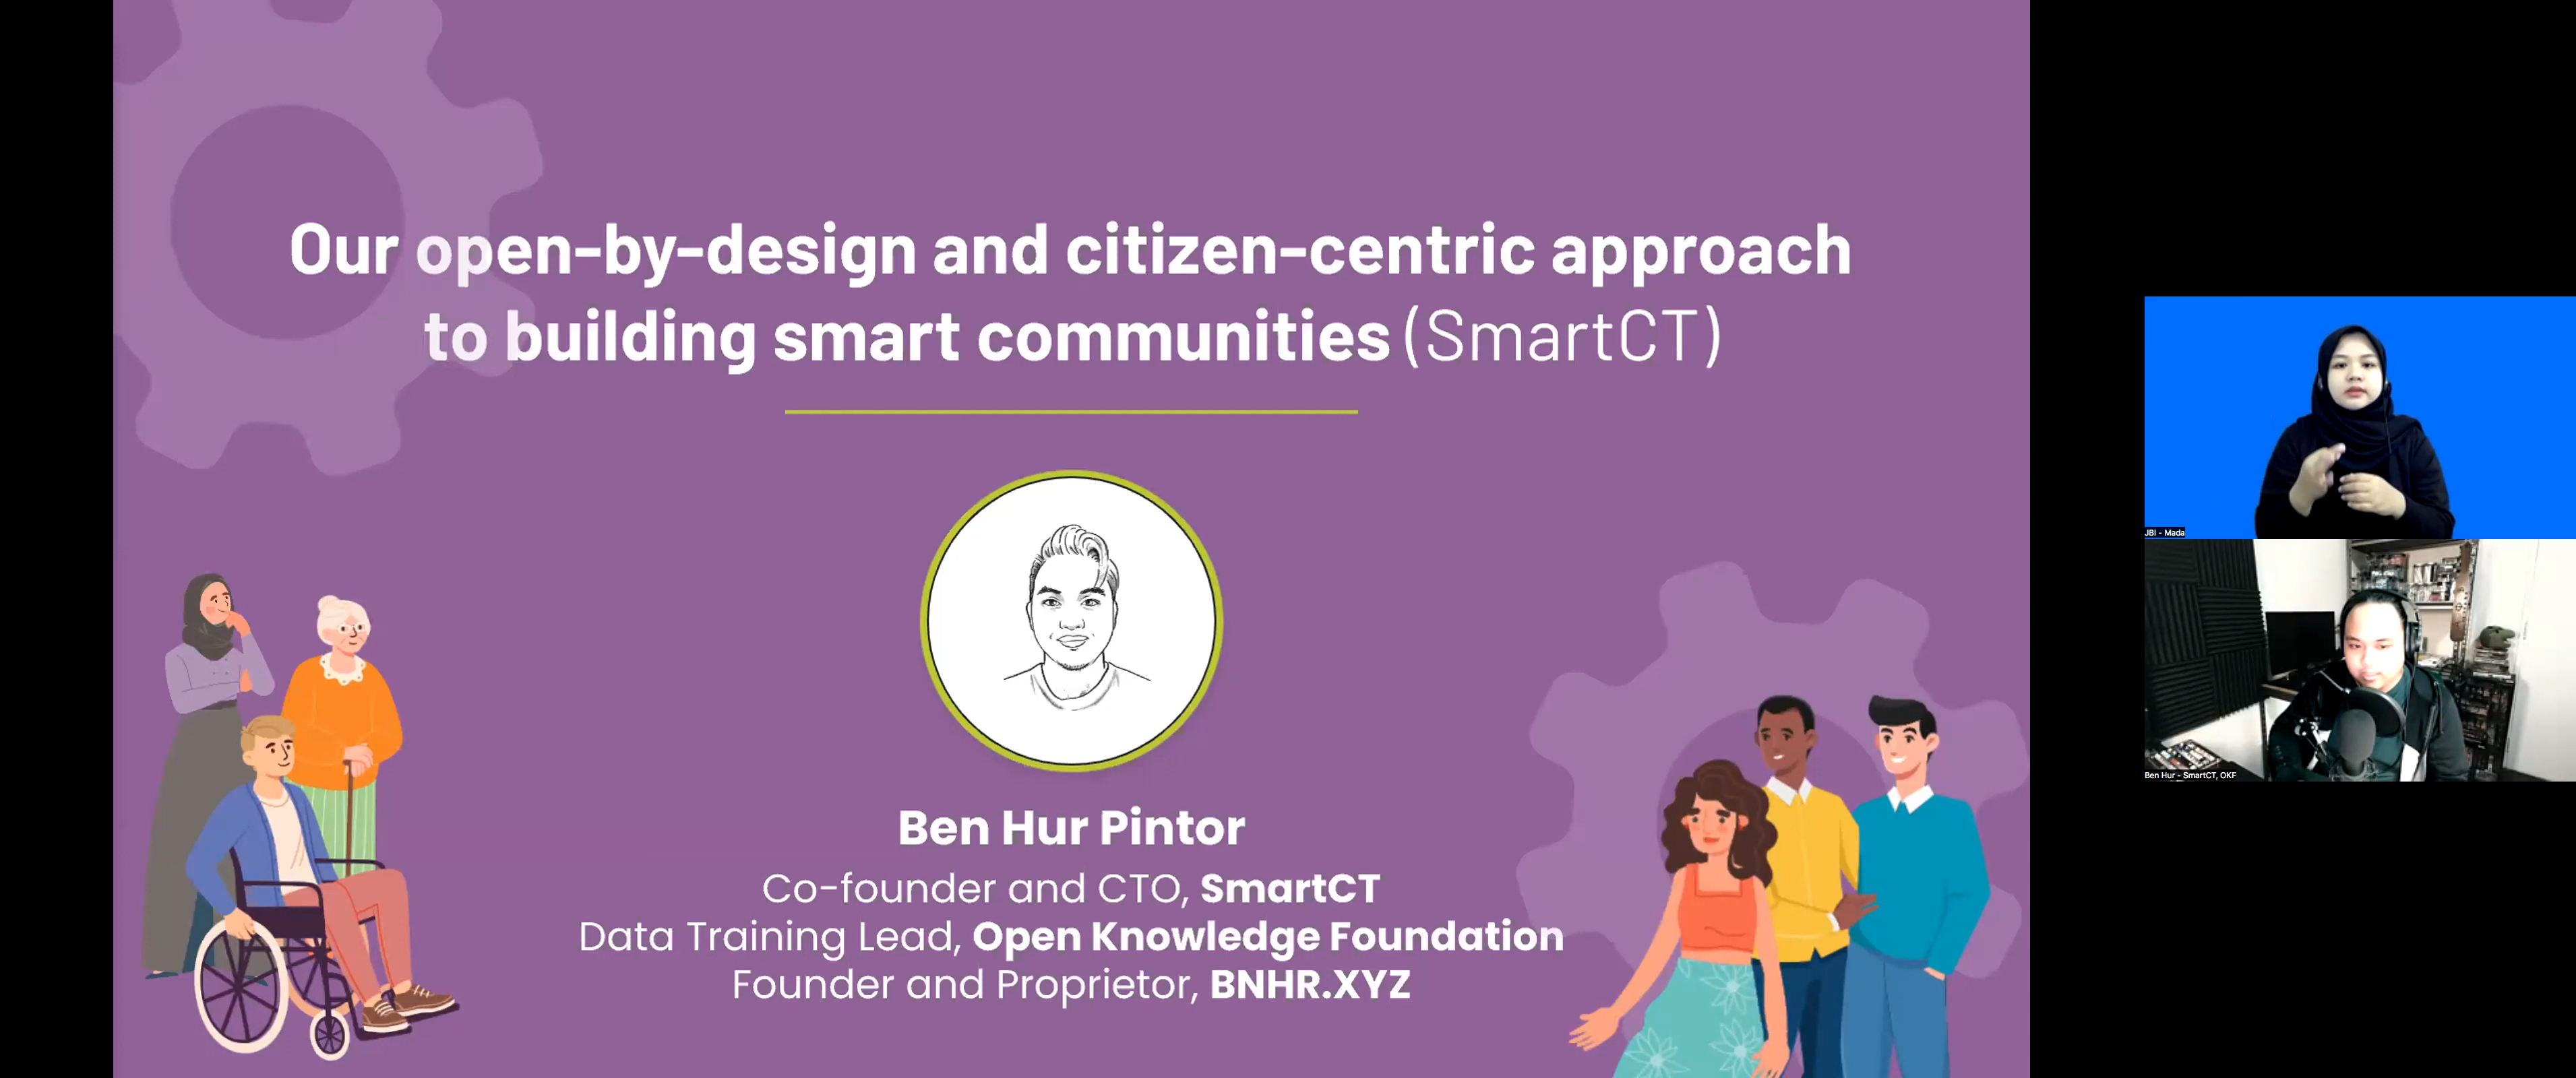 Our open-by-design and citizen-centric approach
to building smart communities (SmartCT)
Ben Hur Pintor
Co-founder and CTO, SmartCT
Data Training Lead, Open Knowledge Foundation
Founder and Proprietor, BNHR.XYZ
JBI - Mada
Ben Hur - SmartCT, OKF